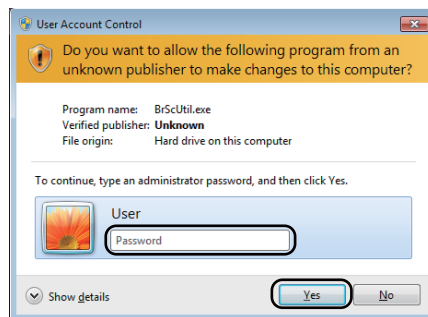 User Account Control
Do you want to allow the following program from an
unknown publisher to make changes to this computer?
Program name: BrScUtil.exe
Verified publisher: Unknown
File origin: Hard drive on this computer
To continue, type an administrator password, and then click Yes.
User
Password
Show details
Yes
No